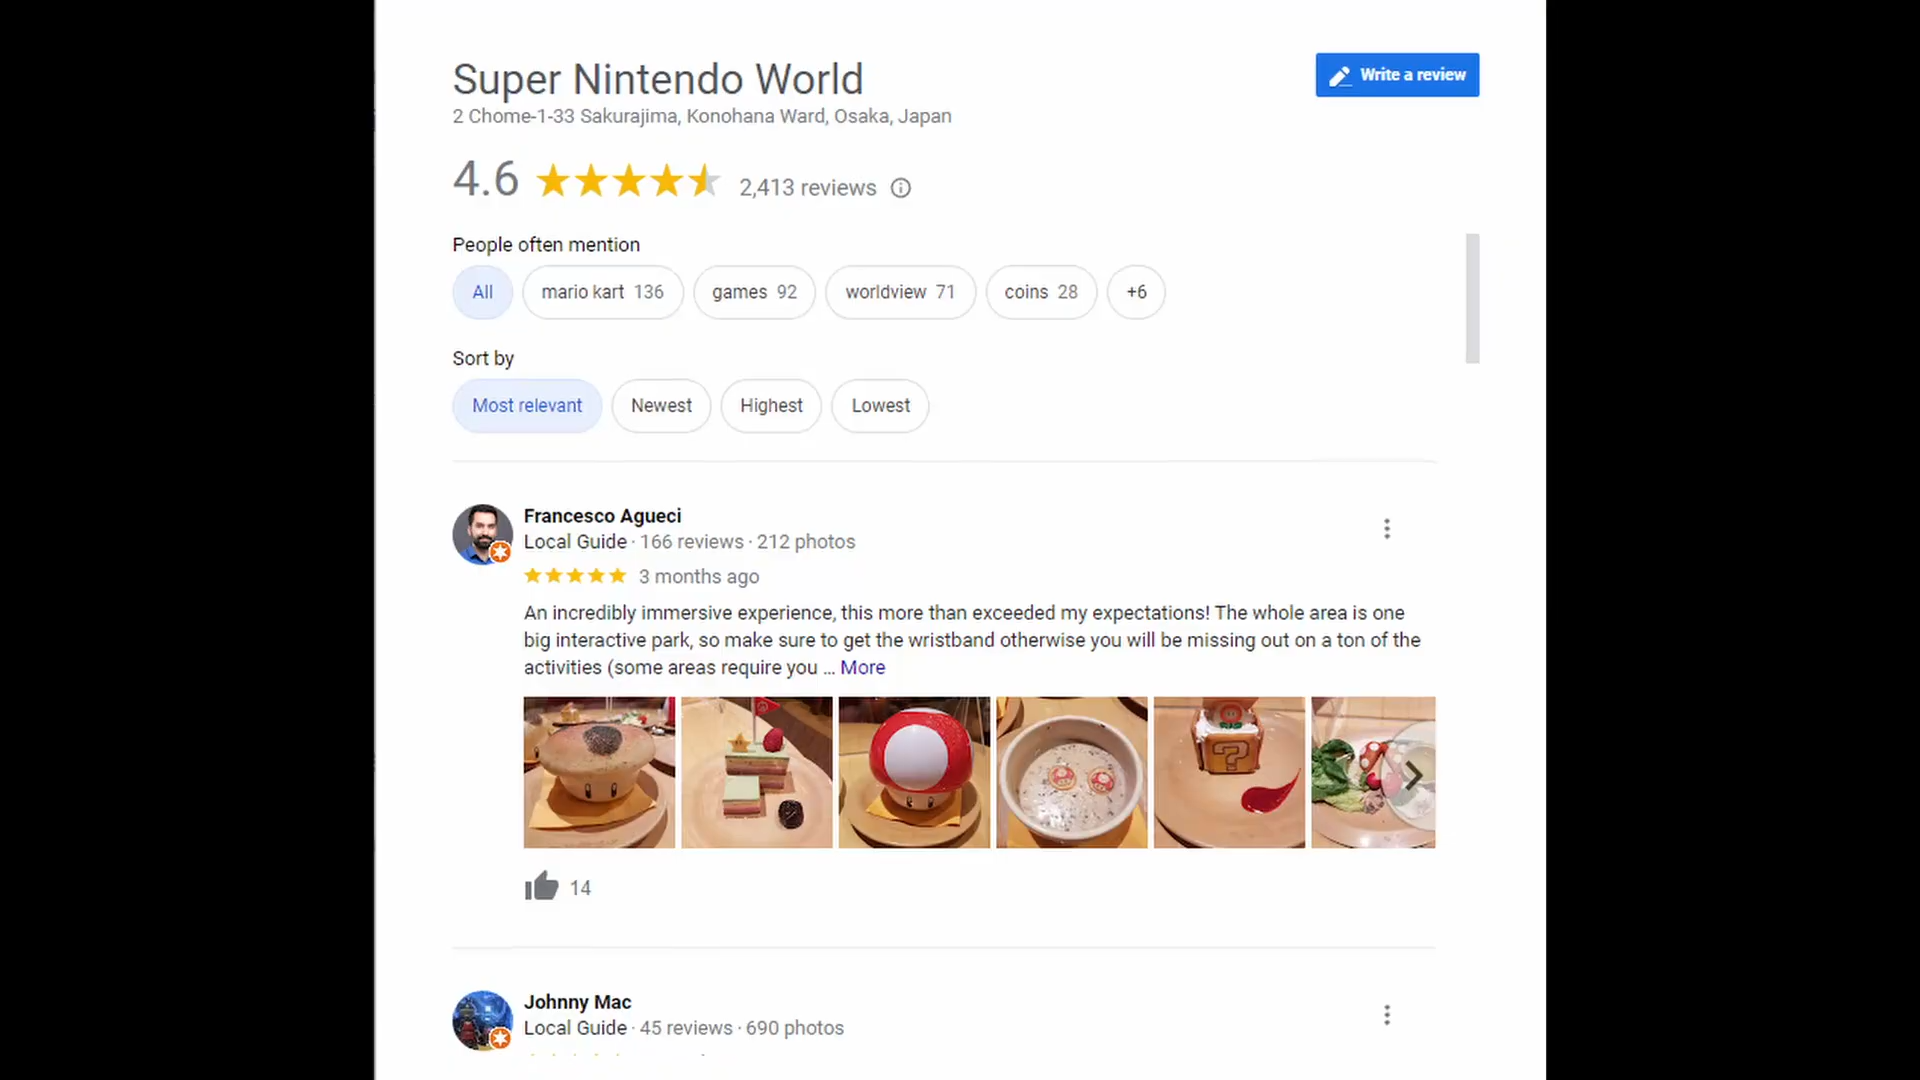 Super Nintendo World
Write a review
2 Chome-1-33 Sakurajima, Konohana Ward, Osaka, Japan
4.6 2,413 reviews
People often mention
All mario kart 136 games 92 worldview 71 coins 28 +6
Sort by
Most relevant Newest Highest Lowest
Francesco Agueci
Local Guide · 166 reviews · 212 photos
3 months ago
An incredibly immersive experience, this more than exceeded my expectations! The whole area is one
big interactive park, so make sure to get the wristband otherwise you will be missing out on a ton of the
activities (some areas require you ... More
?
14
Johnny Mac
Local Guide · 45 reviews · 690 photos